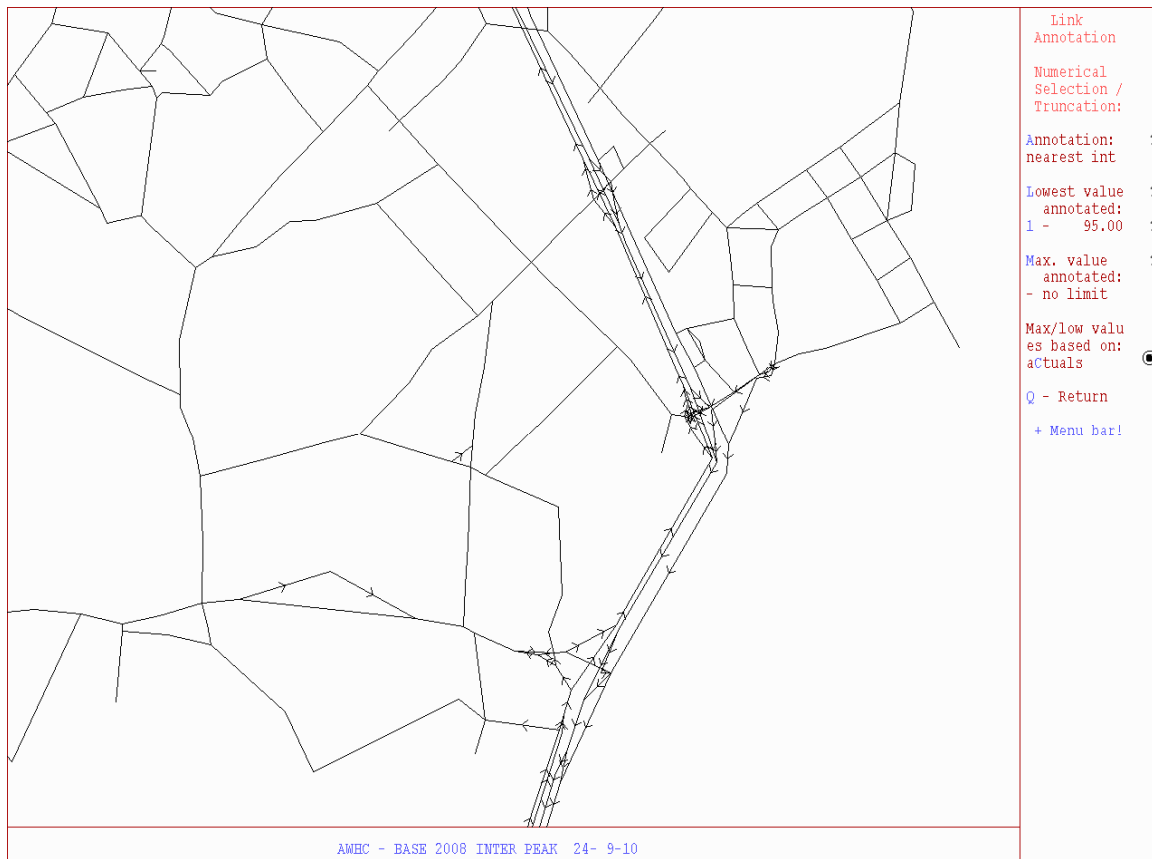 Link
Annotation
Numerical
Selection /
Truncation:
Annotation:
nearest int
Lowest value
annotated:
1 - 95.00
Max. value
annotated:
- no limit
Max/low valu
es based on:
aCtuals
Q - Return
+ Menu bar!
AWHC - BASE 2008 INTER PEAK 24- 9-10